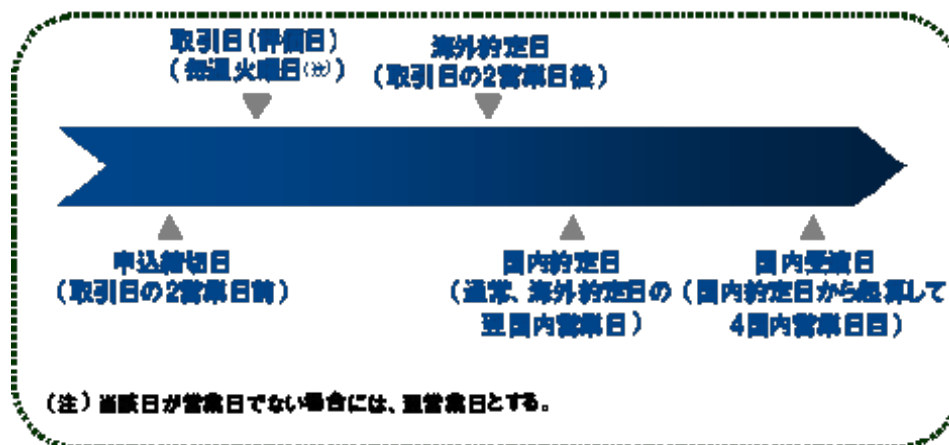 取引日(評価日)
(毎週火曜日(注))
海外約定日
(取引日の2営業日後)
申込締切日
(取引日の2営業日前)
国内約定日
(通常、海外約定日の
翌国内営業日)
国内受渡日
(国内約定日から起算して
4国内営業日目)
(注)当該日が営業日でない場合には、翌営業日とする。